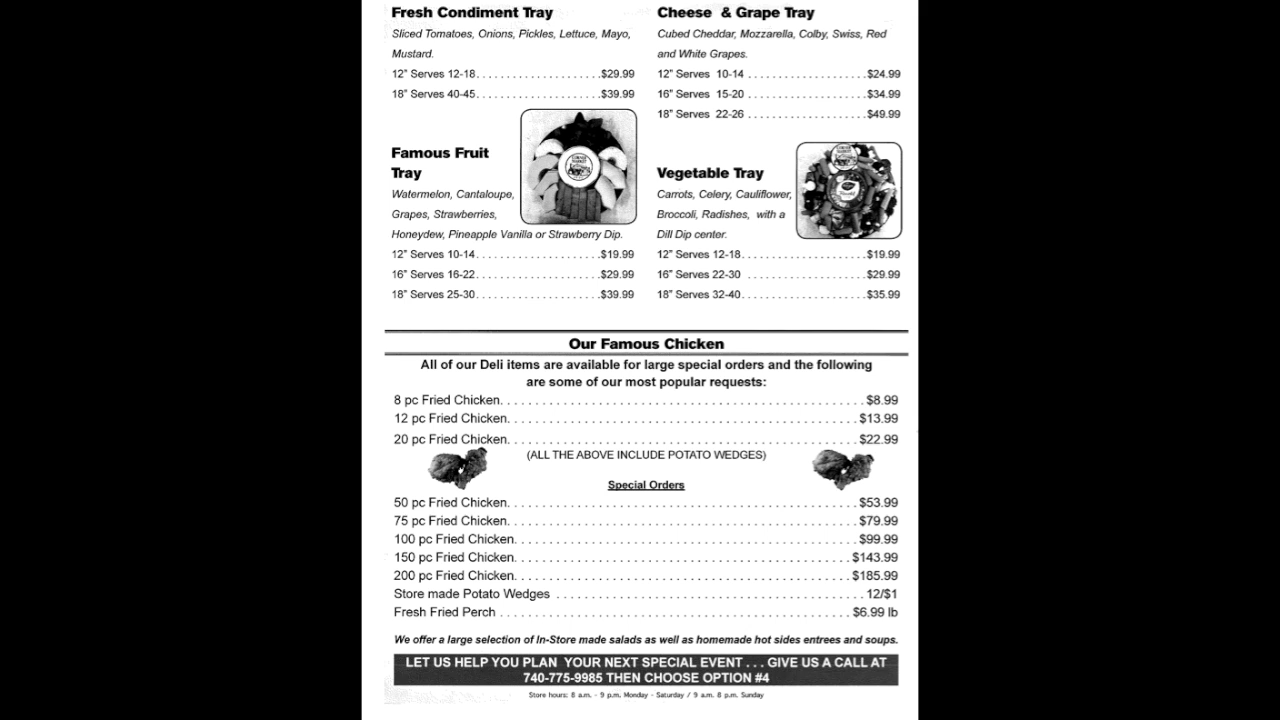 Fresh Condiment Tray
Sliced Tomatoes, Onions, Pickles, Lettuce, Mayo,
Mustard.
12” Serves 12-18. . . . . . . . . . . . . . . . . . . . .$29.99
18” Serves 40-45. . . . . . . . . . . . . . . . . . . . .$39.99
Famous Fruit
Tray
Watermelon, Cantaloupe,
Grapes, Strawberries,
Honeydew, Pineapple Vanilla or Strawberry Dip.
12” Serves 10-14. . . . . . . . . . . . . . . . . . . . .$19.99
16” Serves 16-22. . . . . . . . . . . . . . . . . . . . .$29.99
18” Serves 25-30. . . . . . . . . . . . . . . . . . . . .$39.99
Cheese & Grape Tray
Cubed Cheddar, Mozzarella, Colby, Swiss, Red
and White Grapes.
12” Serves 10-14 . . . . . . . . . . . . . . . . . . . .$24.99
16” Serves 15-20 . . . . . . . . . . . . . . . . . . . .$34.99
18” Serves 22-26 . . . . . . . . . . . . . . . . . . . .$49.99
Vegetable Tray
Carrots, Celery, Cauliflower,
Broccoli, Radishes, with a
Dill Dip center.
12” Serves 12-18. . . . . . . . . . . . . . . . . . . . .$19.99
16” Serves 22-30 . . . . . . . . . . . . . . . . . . . .$29.99
18” Serves 32-40. . . . . . . . . . . . . . . . . . . . .$35.99
Our Famous Chicken
All of our Deli items are available for large special orders and the following
are some of our most popular requests:
8 pc Fried Chicken. . . . . . . . . . . . . . . . . . . . $8.99
12 pc Fried Chicken. . . . . . . . . . . . . . . . . . . . $13.99
20 pc Fried Chicken. . . . . . . . . . . . . . . . . . . . $22.99
(ALL THE ABOVE INCLUDE POTATO WEDGES)
Special Orders
50 pc Fried Chicken. . . . . . . . . . . . . . . . . . . . $53.99
75 pc Fried Chicken. . . . . . . . . . . . . . . . . . . . $79.99
100 pc Fried Chicken. . . . . . . . . . . . . . . . . . . . $99.99
150 pc Fried Chicken. . . . . . . . . . . . . . . . . . . . $143.99
200 pc Fried Chicken. . . . . . . . . . . . . . . . . . . . $185.99
Store made Potato Wedges . . . . . . . . . . . . . . . . . . . . 12/$1
Fresh Fried Perch . . . . . . . . . . . . . . . . . . . . $6.99 lb
We offer a large selection of In-Store made salads as well as homemade hot sides entrees and soups.
LET US HELP YOU PLAN YOUR NEXT SPECIAL EVENT . . . GIVE US A CALL AT
740-775-9985 THEN CHOOSE OPTION #4
Store hours: 8 a.m. - 9 p.m. Monday - Saturday / 9 a.m. 8 p.m. Sunday